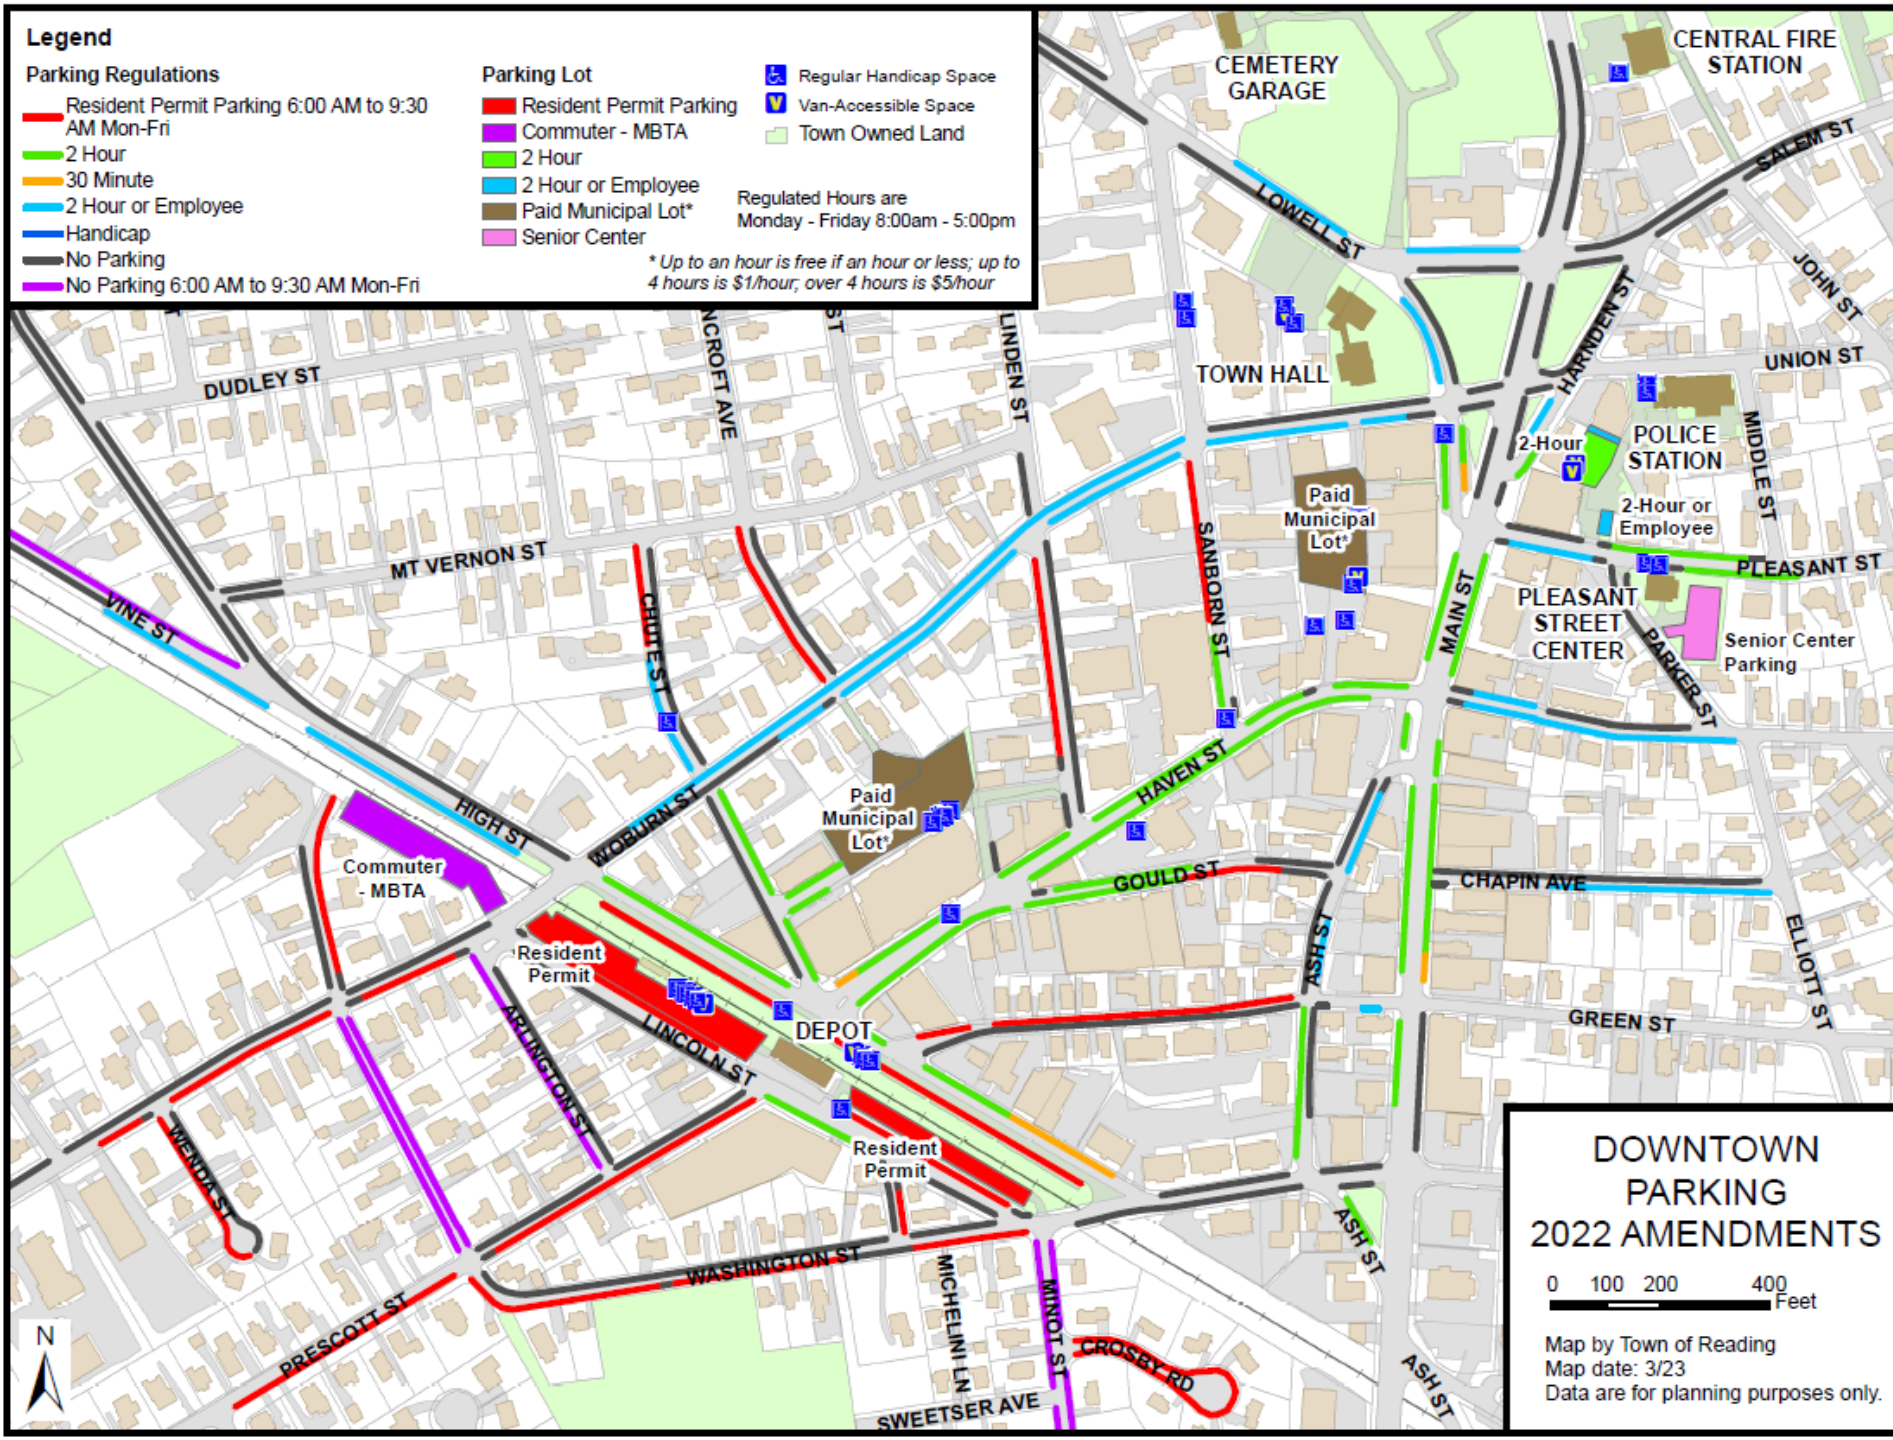 Legend
Parking Regulations
Resident Permit Parking 6:00 AM to 9:30
AM Mon-Fri
2 Hour
30 Minute
2 Hour or Employee
Handicap
No Parking
No Parking 6:00 AM to 9:30 AM Mon-Fri
Parking Lot
Resident Permit Parking
Commuter - MBTA
2 Hour
2 Hour or Employee
Paid Municipal Lot*
Senior Center
Regular Handicap Space
V
Van-Accessible Space
Town Owned Land
Regulated Hours are
Monday - Friday 8:00am - 5:00pm
* Up to an hour is free if an hour or less; up to
4 hours is $1/hour; over 4 hours is $5/hour
CEMETERY
GARAGE
CENTRAL FIRE
STATION
SALEM ST
LOWELL ST
JOHN ST
HARNDEN ST
UNION ST
TOWN HALL
DUDLEY ST
NCROFT AVE
ST
LINDEN ST
MIDDLE ST
2-Hour
POLICE
STATION
V
2-Hour or
Employee
Paid
Municipal
Lot*
SANBORN ST
MT VERNON ST
CHUTE ST
VINE ST
MAIN ST
PLEASANT ST
PLEASANT
STREET
CENTER
PARKER ST
Senior Center
Parking
HAVEN ST
HIGH ST
WOBURN ST
Paid
Municipal
Lot*
Commuter
- MBTA
GOULD ST
CHAPIN AVE
ELLIOTT ST
ASH ST
Resident
Permit
ARLINGTON ST
LINCOLN ST
DEPOT
GREEN ST
WENDA ST
Resident
Permit
ASH ST
WASHINGTON ST
PRESCOTT ST
MICHELINI LN
MINOT ST
CROSBY RD
SWEETSER AVE
ASH ST
N
DOWNTOWN
PARKING
2022 AMENDMENTS
0 100 200 400
Feet
Map by Town of Reading
Map date: 3/23
Data are for planning purposes only.